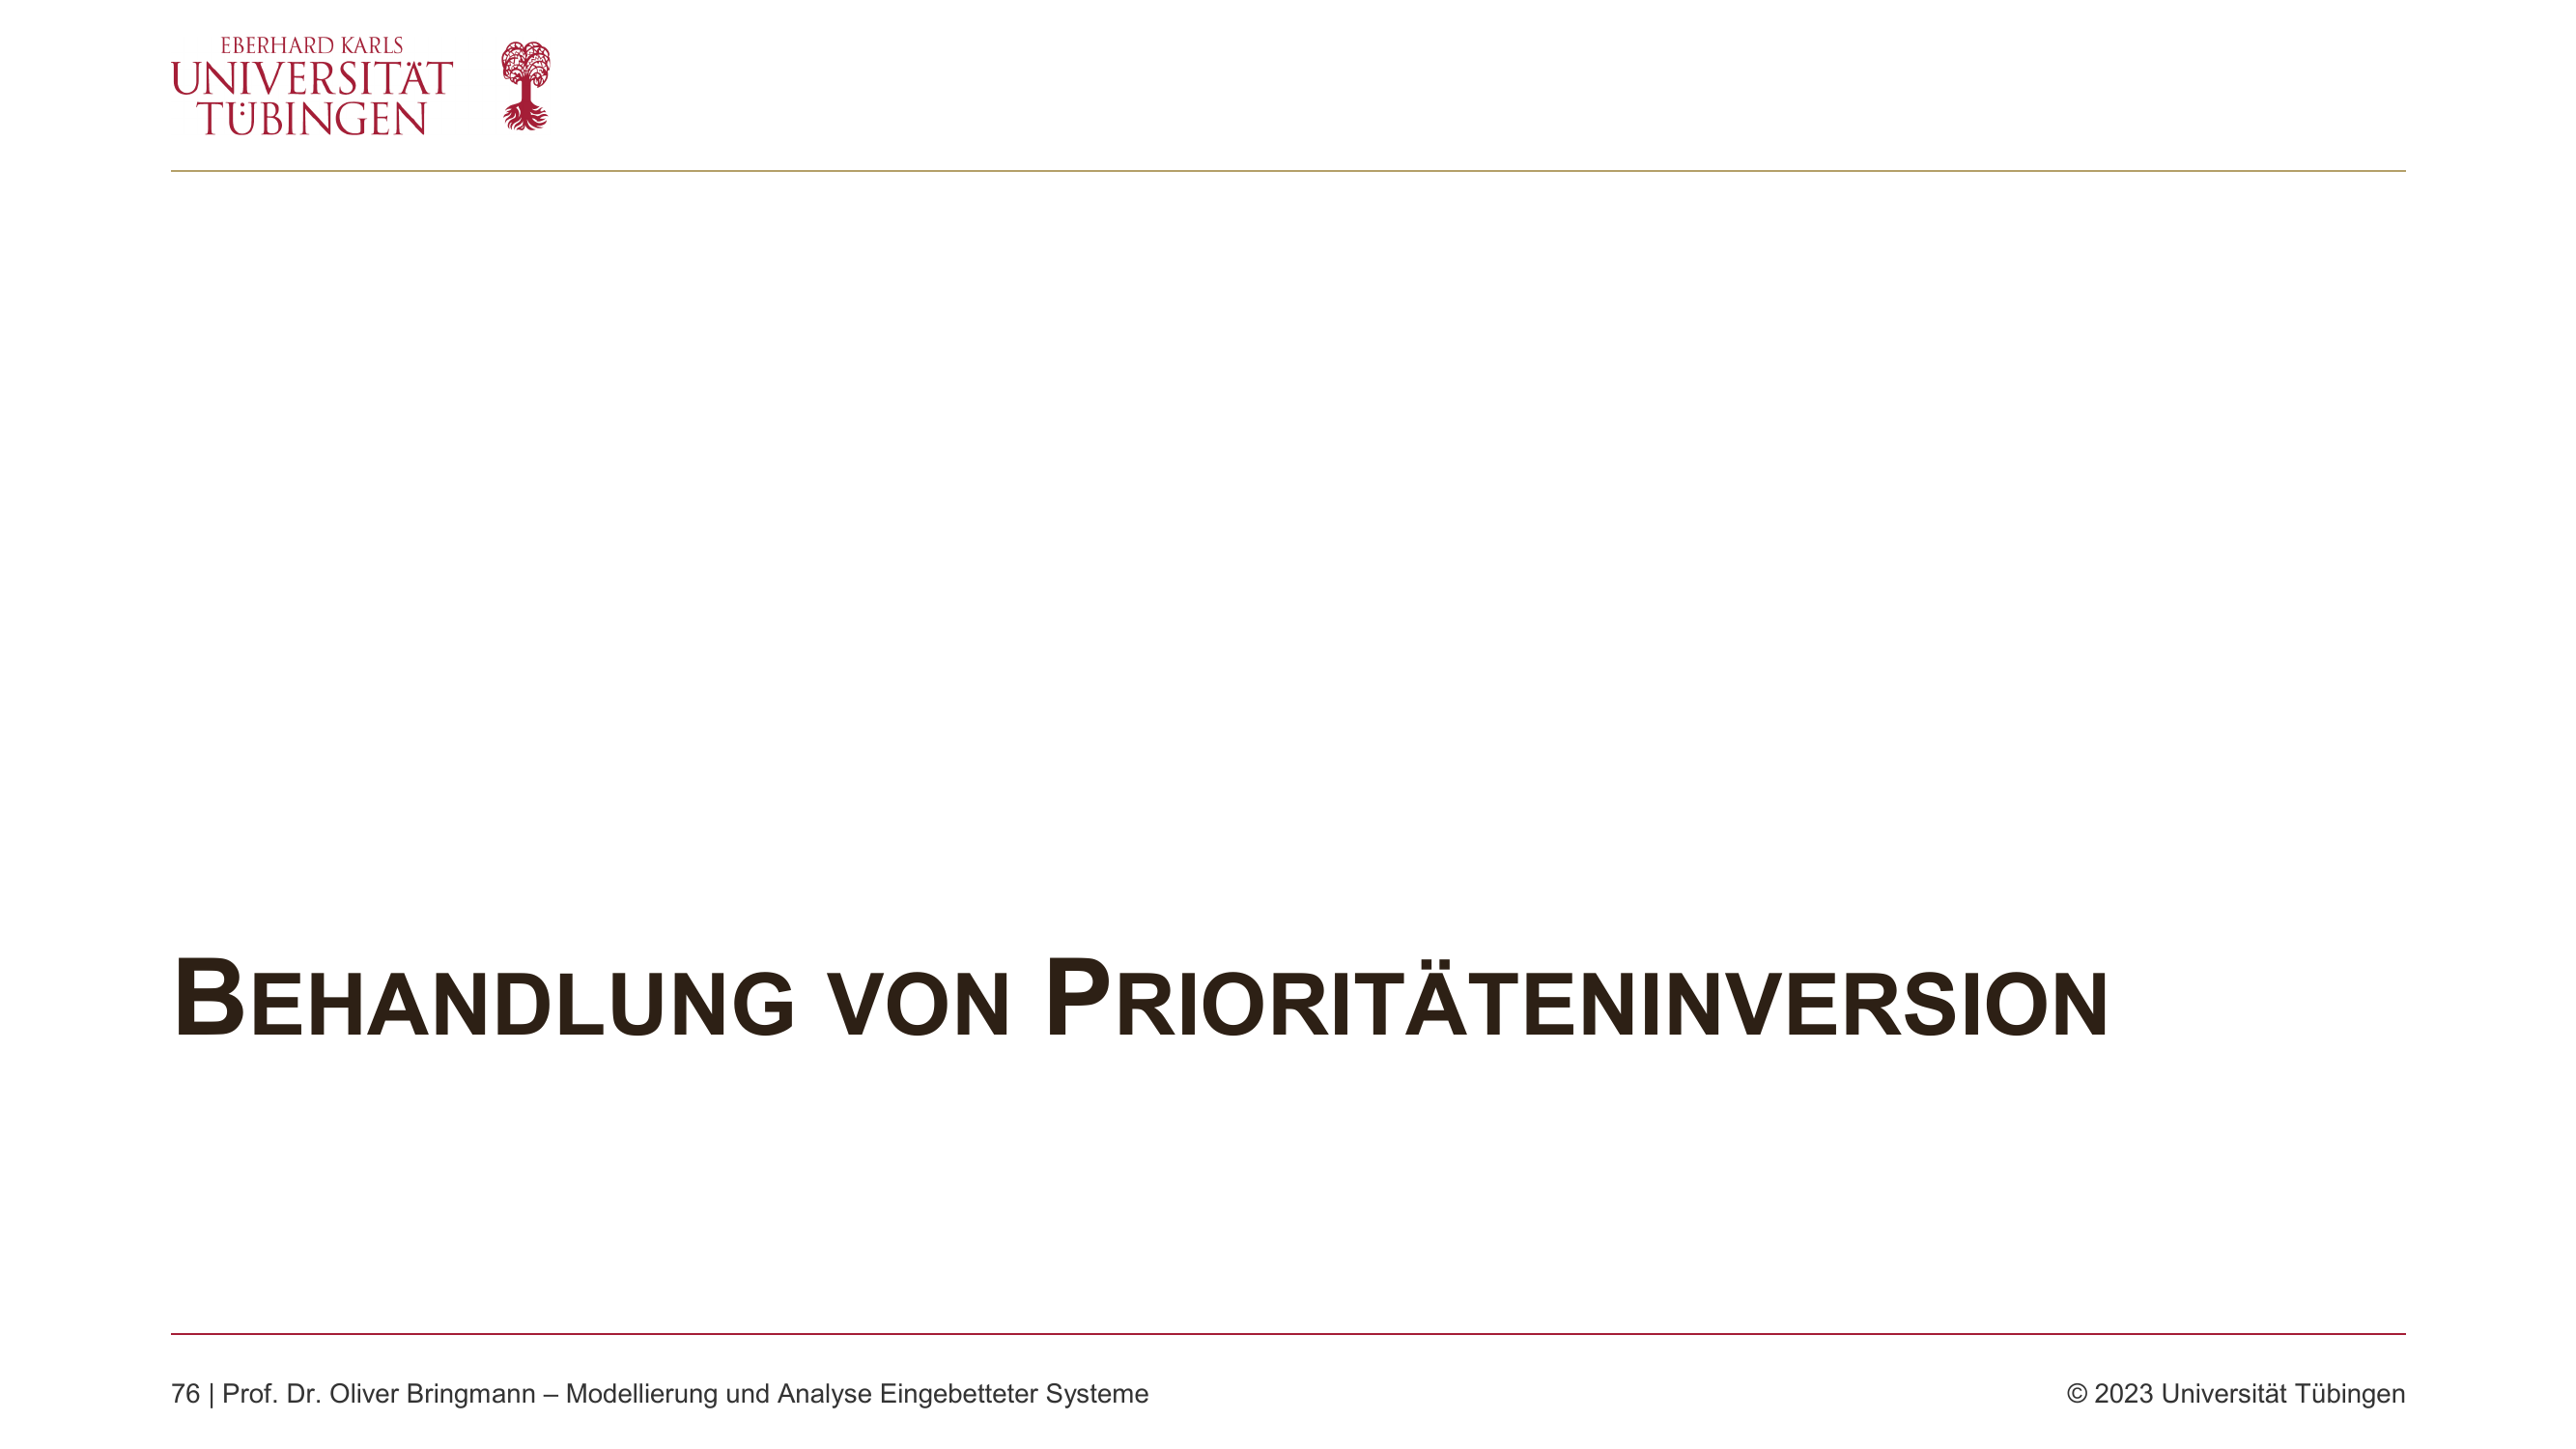 EBERHARD KARLS
UNIVERSITÄT
TÜBINGEN
BEHANDLUNG VON PRIORITÄTENINVERSION
76 | Prof. Dr. Oliver Bringmann – Modellierung und Analyse Eingebetteter Systeme
© 2023 Universität Tübingen